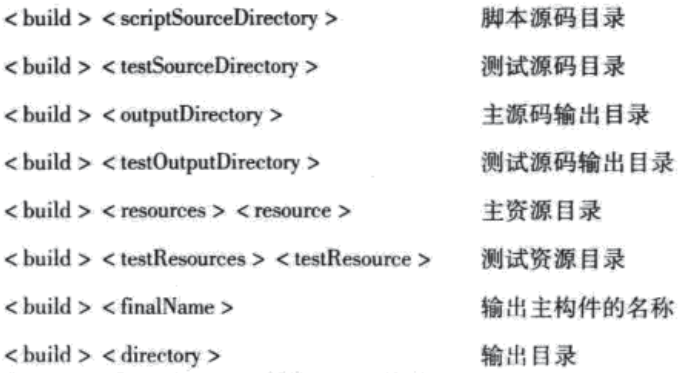 <build> <scriptSourceDirectory> 脚本源码目录
<build> <testSourceDirectory> 测试源码目录
<build> <outputDirectory> 主源码输出目录
<build> <testOutputDirectory> 测试源码输出目录
<build> <resources> <resource> 主资源目录
<build> <testResources> <testResource> 测试资源目录
<build> <finalName> 输出主构件的名称
<build> <directory> 输出目录